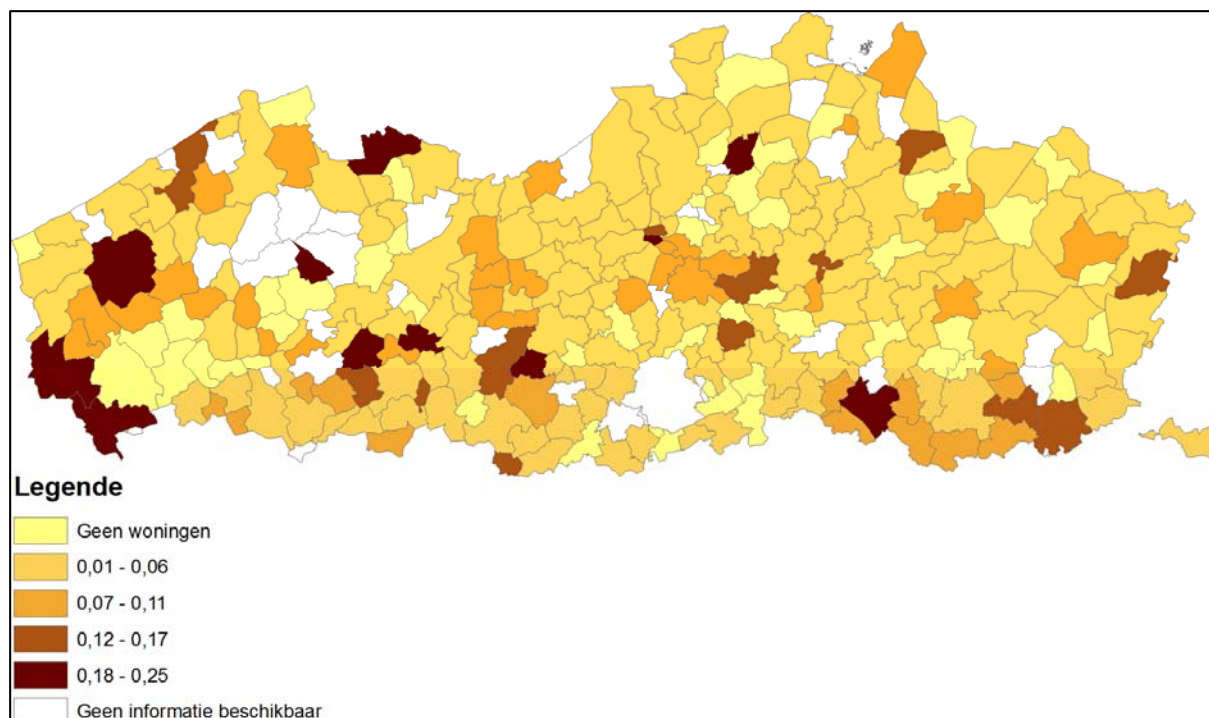 Legende
Geen woningen
0,01 - 0,06
0,07 - 0,11
0,12 - 0,17
0,18 - 0,25
Geen informatie beschikbaar